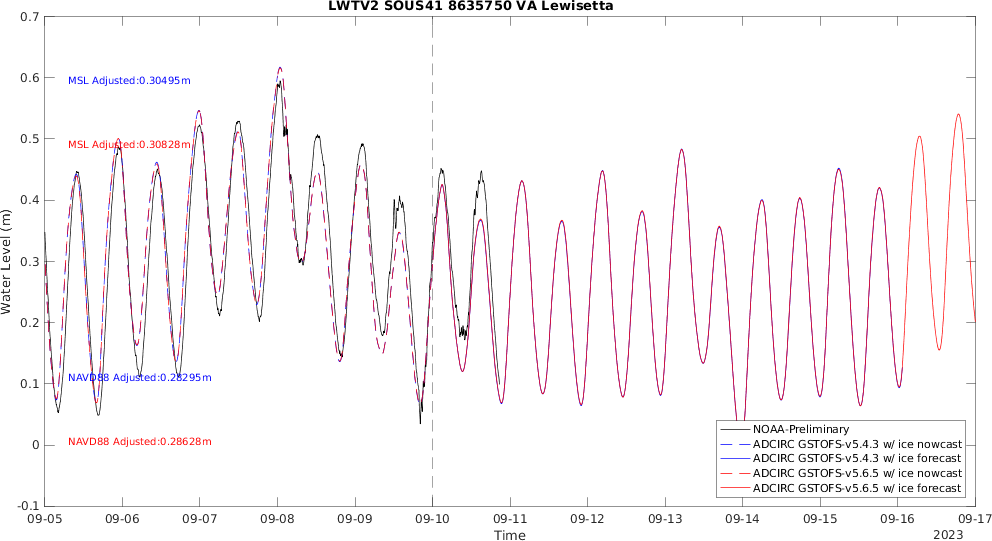 LWTV2 SOUS41 8635750 VA Lewisetta
0.7
0.6
0.5
0.4
0.3
0.2
0.1
0
-0.1
Water Level (m)
MSL Adjusted:0.30495m
MSL Adjusted:0.30828m
NAVD88 Adjusted:0.28295m
NAVD88 Adjusted:0.28628m
NOAA-Preliminary
ADCIRC GSTOFS-v5.4.3 w/ ice nowcast
ADCIRC GSTOFS-v5.4.3 w/ ice forecast
ADCIRC GSTOFS-v5.6.5 w/ ice nowcast
ADCIRC GSTOFS-v5.6.5 w/ ice forecast
09-05 09-06 09-07 09-08 09-09 09-10 09-11 09-12 09-13 09-14 09-15 09-16 09-17
Time
2023